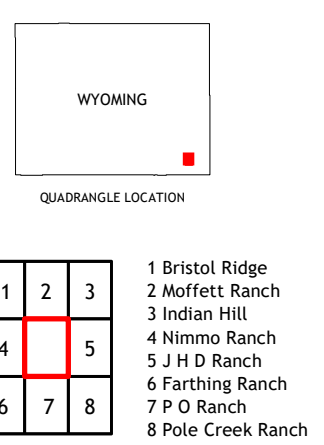 WYOMING
QUADRANGLE LOCATION
1 2 3
4 5
6 7 8
1 Bristol Ridge
2 Moffett Ranch
3 Indian Hill
4 Nimmo Ranch
5 J H D Ranch
6 Farthing Ranch
7 P O Ranch
8 Pole Creek Ranch